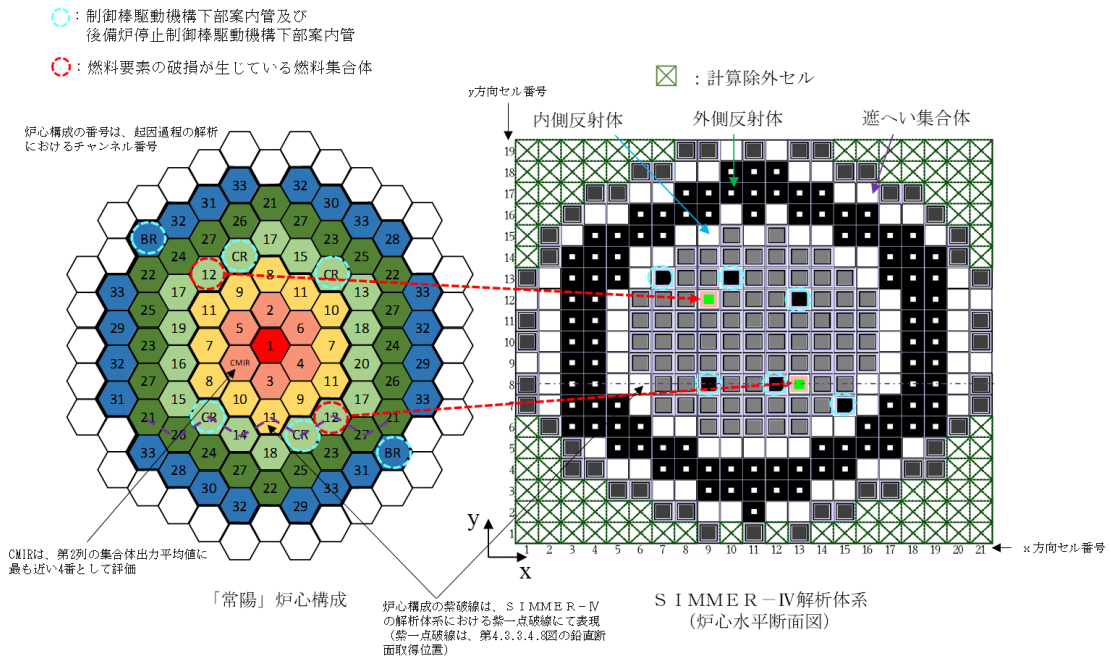 ：制御棒駆動機構下部案内管及び
後備炉停止制御棒駆動機構下部案内管
：燃料要素の破損が生じている燃料集合体
炉心構成の番号は、起因過程の解析
におけるチャンネル番号
33 32
31 21 30
32 26 27 33
BR 27 17 23 28
24 CR 15 25
22 12 8 CR 22
33 17 9 11 13 33
25 11 2 10 27
29 19 5 6 18 32
23 7 1 7 24
32 15 CMIR 4 20 29
27 8 3 11 26
31 10 9 17 33
21 CR 11 12 21
26 14 CR 27
33 24 18 23 BR
28 27 25 31
30 22 33
32 29
CMIRは、第2列の集合体出力平均値に
最も近い4番として評価
「常陽」炉心構成
：計算除外セル
y方向セル番号
内側反射体
外側反射体
遮へい集合体
19
18
17
16
15
14
13
12
11
10
9
8
7
6
5
4
3
2
1
1 2 3 4 5 6 7 8 9 10 11 12 13 14 15 16 17 18 19 20 21
x方向セル番号
y
x
炉心構成の紫破線は、ＳＩＭＭＥＲ－Ⅳ
の解析体系における紫一点破線にて表現
（紫一点破線は、第4.3.3.4.8図の鉛直断
面取得位置）
ＳＩＭＭＥＲ－Ⅳ解析体系
（炉心水平断面図）